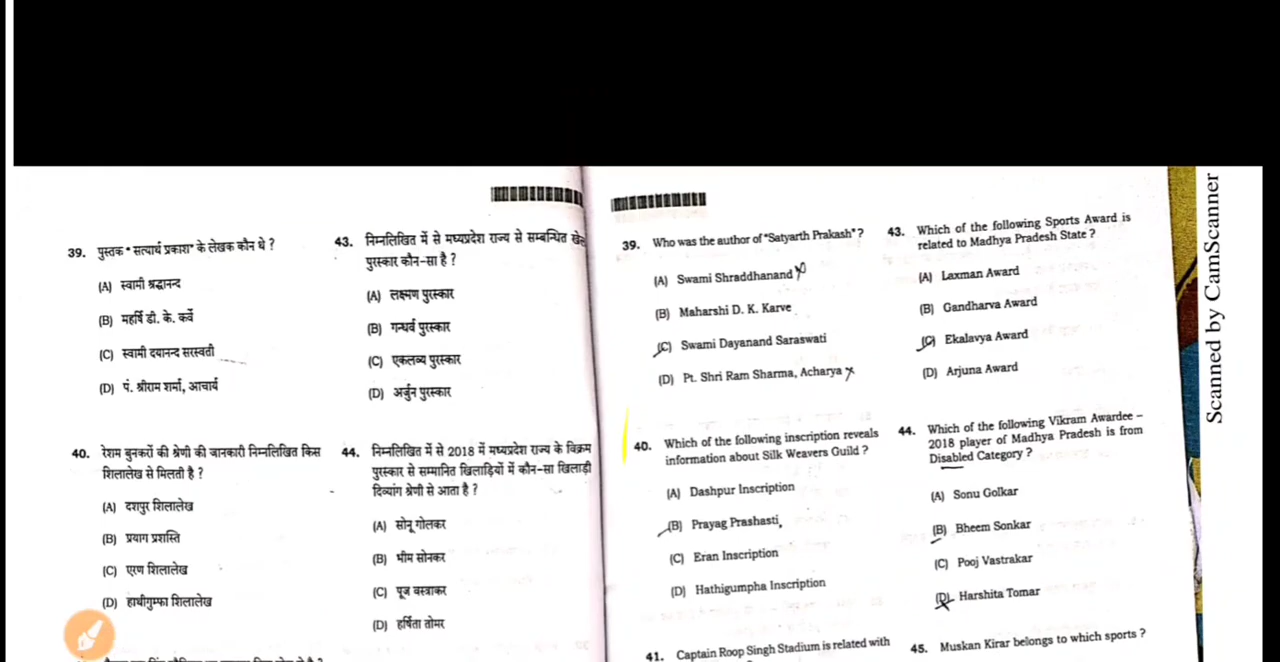 39. पुस्तक "सत्यार्थ प्रकाश" के लेखक कौन थे ?
(A) स्वामी श्रद्धानन्द
(B) महर्षि डी. के. कर्वे
(C) स्वामी दयानन्द सरस्वती
(D) पं. श्रीराम शर्मा, आचार्य
40. रेशम बुनकरों की श्रेणी की जानकारी निम्नलिखित किस
शिलालेख से मिलती है ?
(A) दशपुर शिलालेख
(B) प्रयाग प्रशस्ति
(C) एरण शिलालेख
(D) हाथीगुम्फा शिलालेख
43. निम्नलिखित में से मध्यप्रदेश राज्य से सम्बन्धित खेल
पुरस्कार कौन-सा है ?
(A) लक्ष्मण पुरस्कार
(B) गन्धर्व पुरस्कार
(C) एकलव्य पुरस्कार
(D) अर्जुन पुरस्कार
44. निम्नलिखित में से 2018 में मध्यप्रदेश राज्य के विक्रम
पुरस्कार से सम्मानित खिलाड़ियों में कौन-सा खिलाड़ी
दिव्यांग श्रेणी से आता है ?
(A) सोनू गोलकर
(B) भीम सोनकर
(C) पूज वस्त्राकर
(D) हर्षिता तोमर
39. Who was the author of "Satyarth Prakash" ?
(A) Swami Shraddhanand
(B) Maharshi D. K. Karve
(C) Swami Dayanand Saraswati
(D) Pt. Shri Ram Sharma, Acharya
40. Which of the following inscription reveals
information about Silk Weavers Guild ?
(A) Dashpur Inscription
(B) Prayag Prashasti
(C) Eran Inscription
(D) Hathigumpha Inscription
41. Captain Roop Singh Stadium is related with
43. Which of the following Sports Award is
related to Madhya Pradesh State ?
(A) Laxman Award
(B) Gandharva Award
(C) Ekalavya Award
(D) Arjuna Award
44. Which of the following Vikram Awardee –
2018 player of Madhya Pradesh is from
Disabled Category ?
(A) Sonu Golkar
(B) Bheem Sonkar
(C) Pooj Vastrakar
(D) Harshita Tomar
45. Muskan Kirar belongs to which sports ?
Scanned by CamScanner